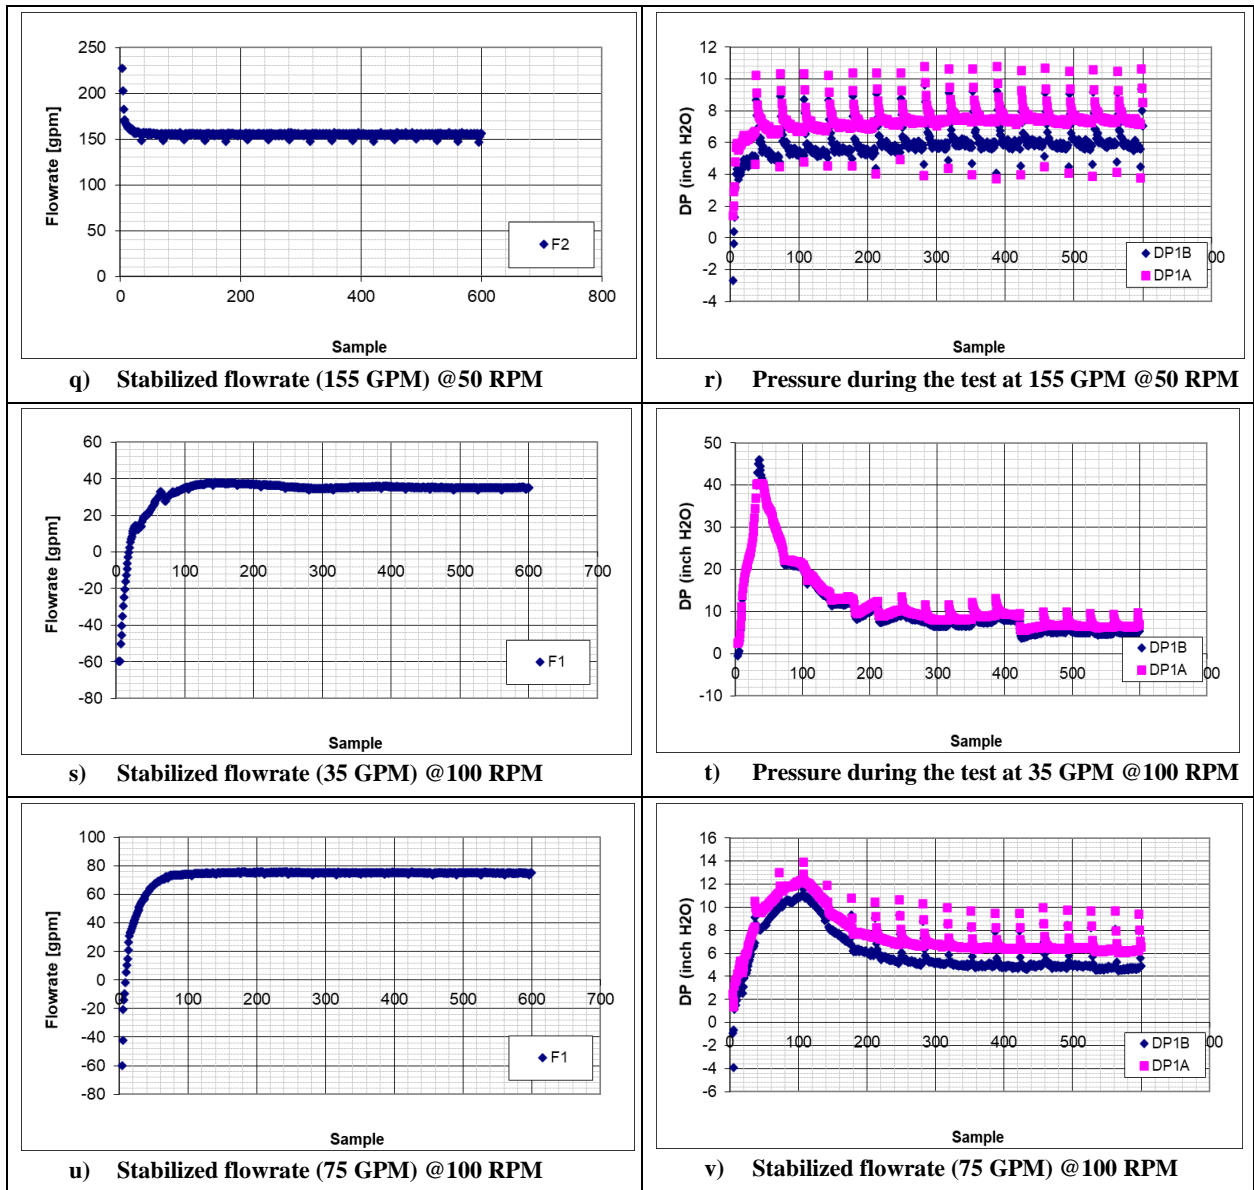 250
200
150
100
50
0
0 200 400 600 800
Flowrate [gpm]
Sample
F2
q) Stabilized flowrate (155 GPM) @50 RPM
12
10
8
6
4
2
0
-2
-4
0 100 200 300 400 500 00
DP (inch H2O)
Sample
DP1B
DP1A
r) Pressure during the test at 155 GPM @50 RPM
60
40
20
0
-20
-40
-60
-80
0 100 200 300 400 500 600 700
Flowrate [gpm]
Sample
F1
s) Stabilized flowrate (35 GPM) @100 RPM
50
40
30
20
10
0
-10
0 100 200 300 400 500 00
DP (inch H2O)
Sample
DP1B
DP1A
t) Pressure during the test at 35 GPM @100 RPM
100
80
60
40
20
0
-20
-40
-60
-80
0 100 200 300 400 500 600 700
Flowrate [gpm]
Sample
F1
u) Stabilized flowrate (75 GPM) @100 RPM
16
14
12
10
8
6
4
2
0
-2
-4
-6
0 100 200 300 400 500 00
DP (inch H2O)
Sample
DP1B
DP1A
v) Stabilized flowrate (75 GPM) @100 RPM